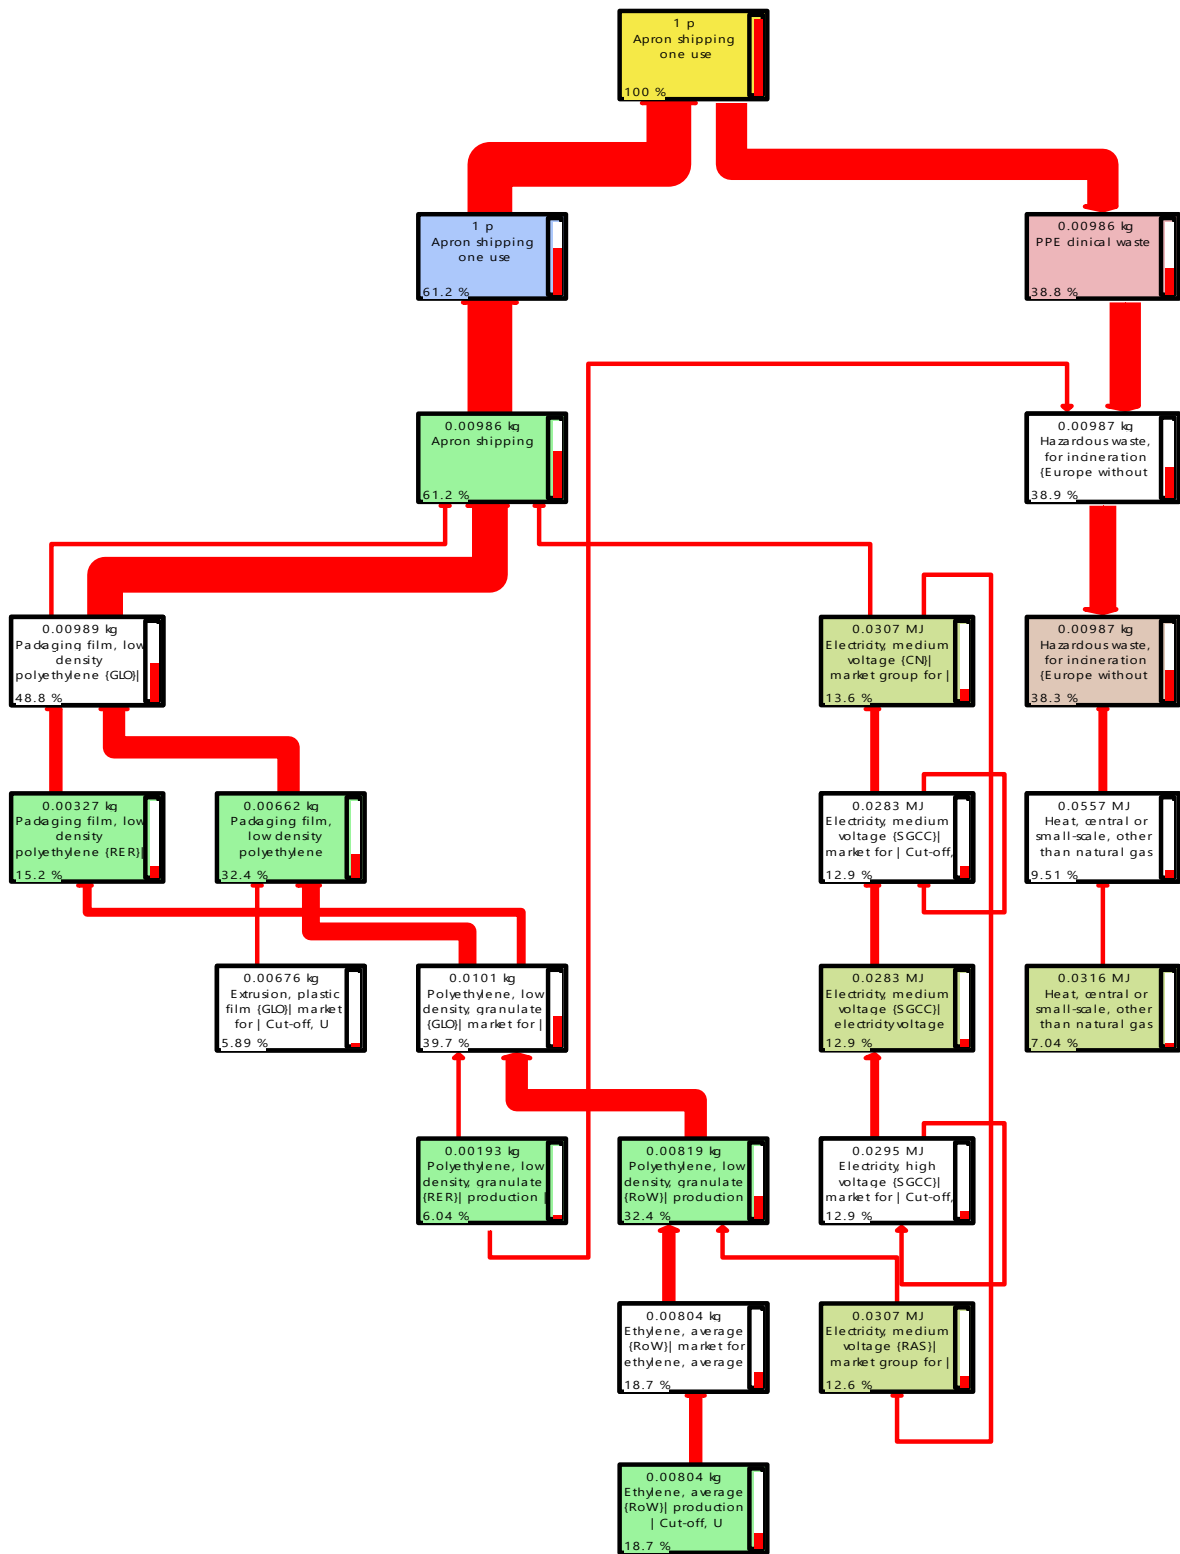 1 p
Apron shipping
one use
100 %
1 p
Apron shipping
one use
61.2 %
0.00986 kg
PPE clinical waste
38.8 %
0.00986 kg
Apron shipping
61.2 %
0.00987 kg
Hazardous waste,
for incineration
{Europe without
38.9 %
0.00989 kg
Packaging film, low
density
polyethylene {GLO}|
48.8 %
0.0307 MJ
Electricity, medium
voltage {CN}|
market group for |
13.6 %
0.00987 kg
Hazardous waste,
for incineration
{Europe without
38.3 %
0.00327 kg
Packaging film, low
density
polyethylene {RER}|
15.2 %
0.00662 kg
Packaging film,
low density
polyethylene
32.4 %
0.0283 MJ
Electricity, medium
voltage {SGCC}|
market for | Cut-off,
12.9 %
0.0557 MJ
Heat, central or
small-scale, other
than natural gas
9.51 %
0.00676 kg
Extrusion, plastic
film {GLO}| market
for | Cut-off, U
5.89 %
0.0101 kg
Polyethylene, low
density, granulate
{GLO}| market for |
39.7 %
0.0283 MJ
Electricity, medium
voltage {SGCC}|
electricity voltage
12.9 %
0.0316 MJ
Heat, central or
small-scale, other
than natural gas
7.04 %
0.00193 kg
Polyethylene, low
density, granulate
{RER}| production |
6.04 %
0.00819 kg
Polyethylene, low
density, granulate
{RoW}| production
32.4 %
0.0295 MJ
Electricity, high
voltage {SGCC}|
market for | Cut-off,
12.9 %
0.00804 kg
Ethylene, average
{RoW}| market for
ethylene, average
18.7 %
0.0307 MJ
Electricity, medium
voltage {RAS}|
market group for |
12.6 %
0.00804 kg
Ethylene, average
{RoW}| production
| Cut-off, U
18.7 %